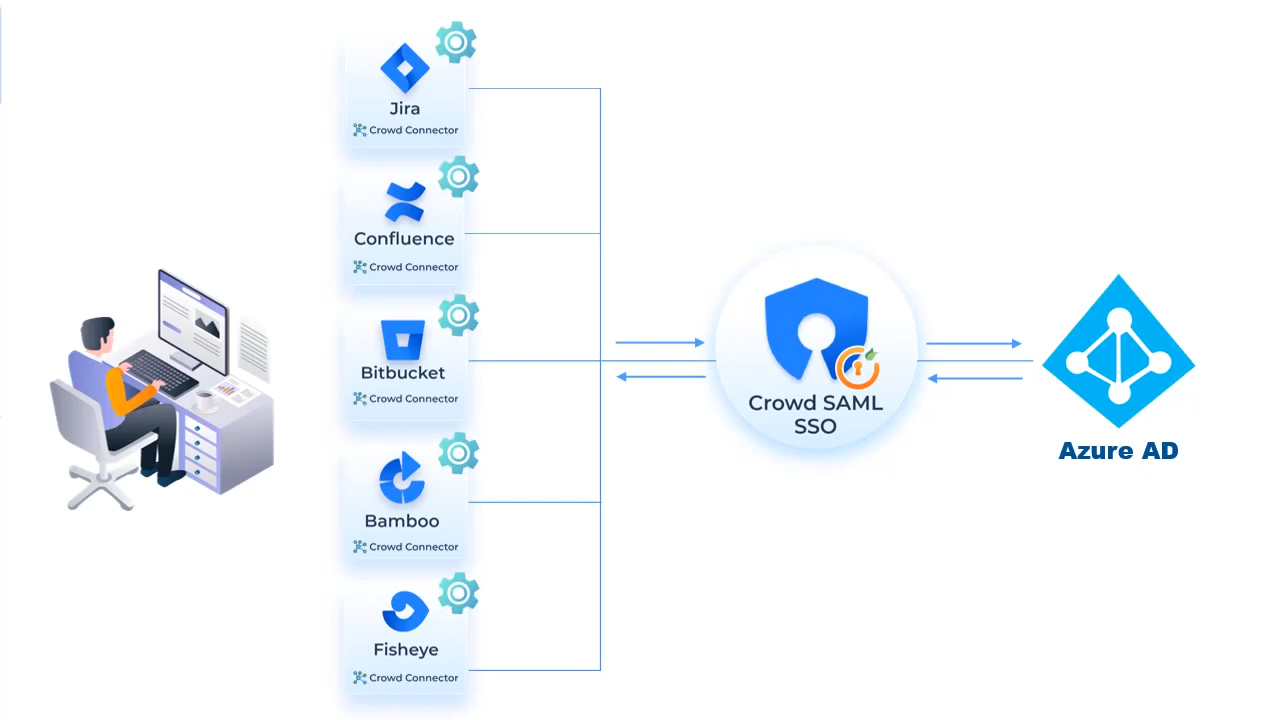 Jira
Crowd Connector
Confluence
Crowd Connector
Bitbucket
Crowd Connector
Bamboo
Crowd Connector
Fisheye
Crowd Connector
Crowd SAML
SSO
Azure AD